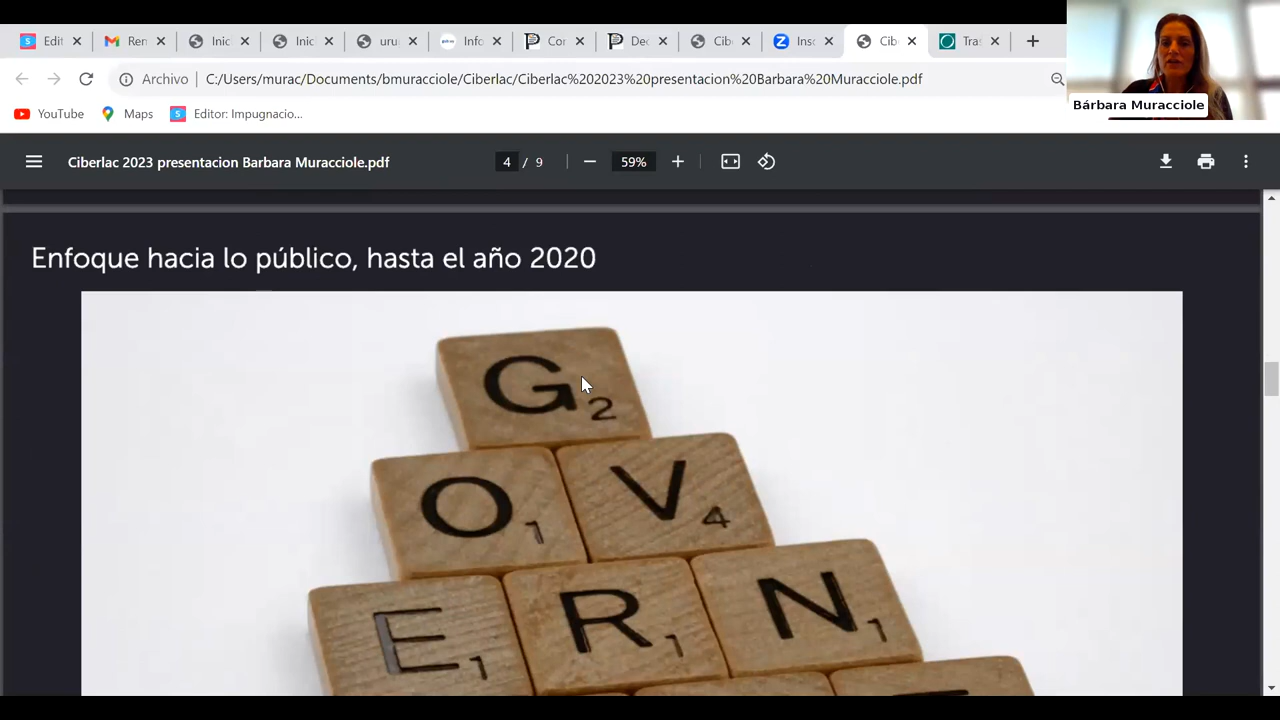 Edit
Ren
Inic
Inic
uru
Info
Con
Dec
Cib
Insc
Cib
Tra
Archivo
C:/Users/murac/Documents/bmuracciole/Ciberlac/Ciberlac%202023%20presentacion%20Barbara%20Muracciole.pdf
Bárbara Muracciole
YouTube
Maps
Editor: Impugnacio...
Ciberlac 2023 presentacion Barbara Muracciole.pdf
4 / 9
59%
Enfoque hacia lo público, hasta el año 2020
G2
O1 V4
E1 R1 N1